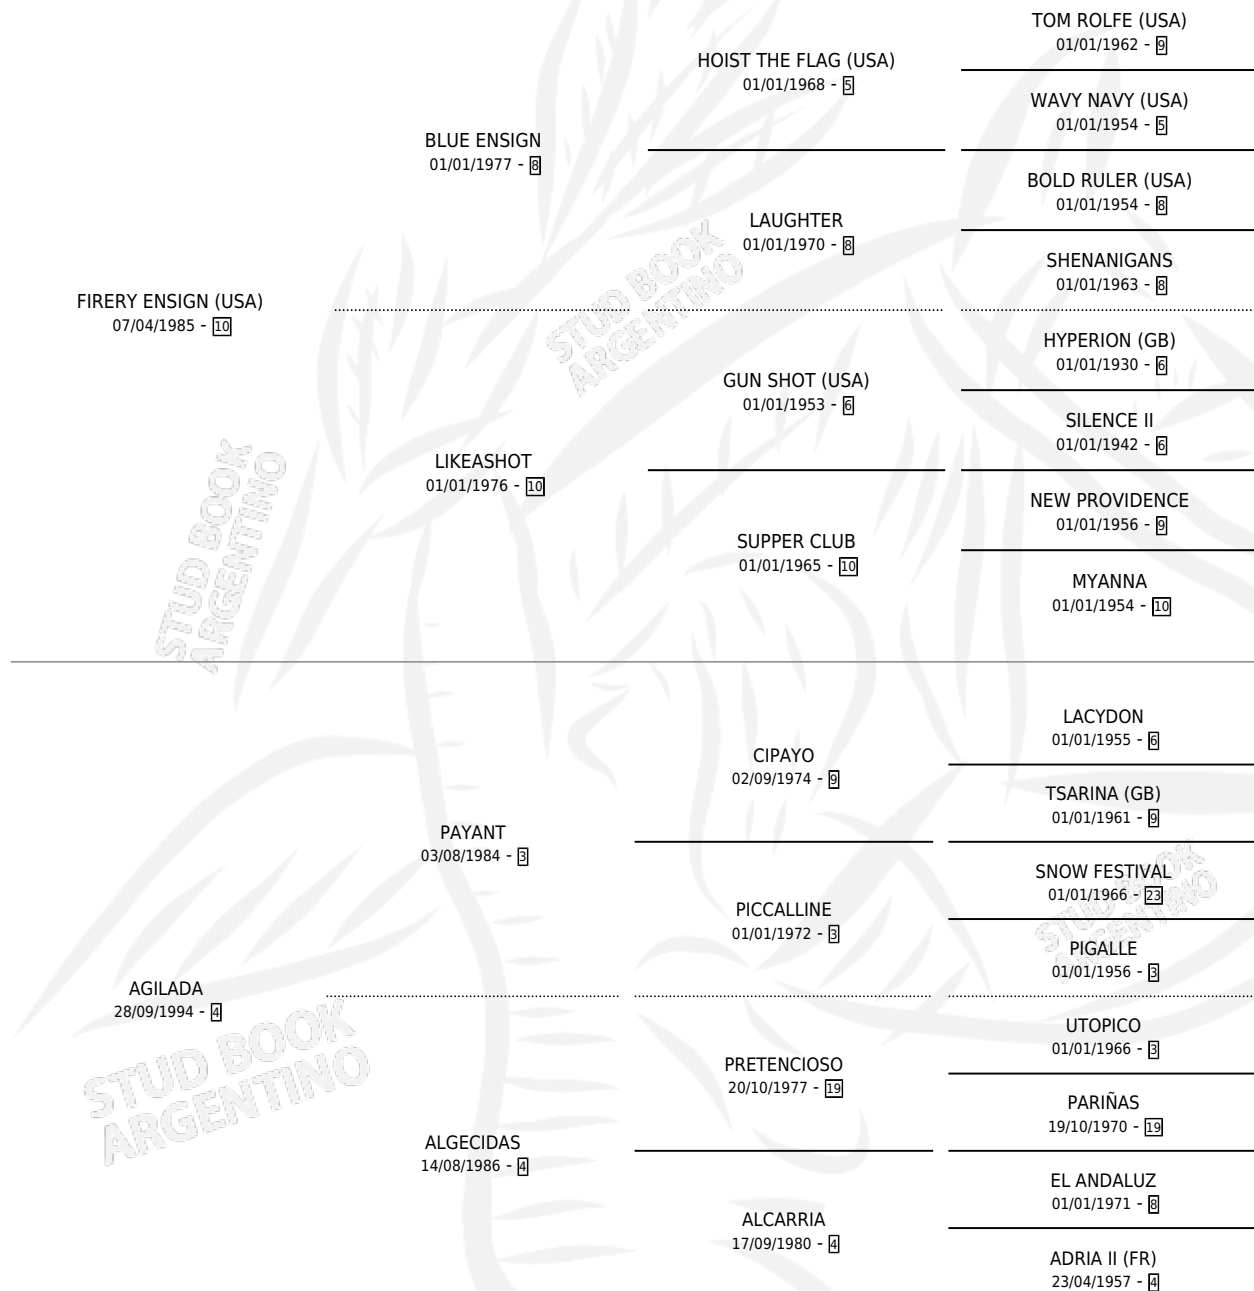 TOM ROLFE (USA)
01/01/1962 - 9
HOIST THE FLAG (USA)
01/01/1968 - 5
WAVY NAVY (USA)
01/01/1954 - 5
BLUE ENSIGN
01/01/1977 - 8
BOLD RULER (USA)
01/01/1954 - 8
LAUGHTER
01/01/1970 - 8
SHENANIGANS
01/01/1963 - 8
FIRERY ENSIGN (USA)
07/04/1985 - 10
STUD BOOK
ARGENTINO
HYPERION (GB)
01/01/1930 - 6
GUN SHOT (USA)
01/01/1953 - 6
SILENCE II
01/01/1942 - 6
LIKEASHOT
01/01/1976 - 10
NEW PROVIDENCE
01/01/1956 - 9
SUPPER CLUB
01/01/1965 - 10
MYANNA
01/01/1954 - 10
STUD BOOK
ARGENTINO
LACYDON
01/01/1955 - 6
CIPAYO
02/09/1974 - 9
TSARINA (GB)
01/01/1961 - 9
PAYANT
03/08/1984 - 3
SNOW FESTIVAL
01/01/1966 - 23
PICCALLINE
01/01/1972 - 3
PIGALLE
01/01/1956 - 3
STUD BOOK
ARGENTINO
AGILADA
28/09/1994 - 4
UTOPICO
01/01/1966 - 3
PRETENCIOSO
20/10/1977 - 19
PARIÑAS
19/10/1970 - 19
STUD BOOK
ARGENTINO
ALGECIDAS
14/08/1986 - 4
EL ANDALUZ
01/01/1971 - 8
ALCARRIA
17/09/1980 - 4
ADRIA II (FR)
23/04/1957 - 4